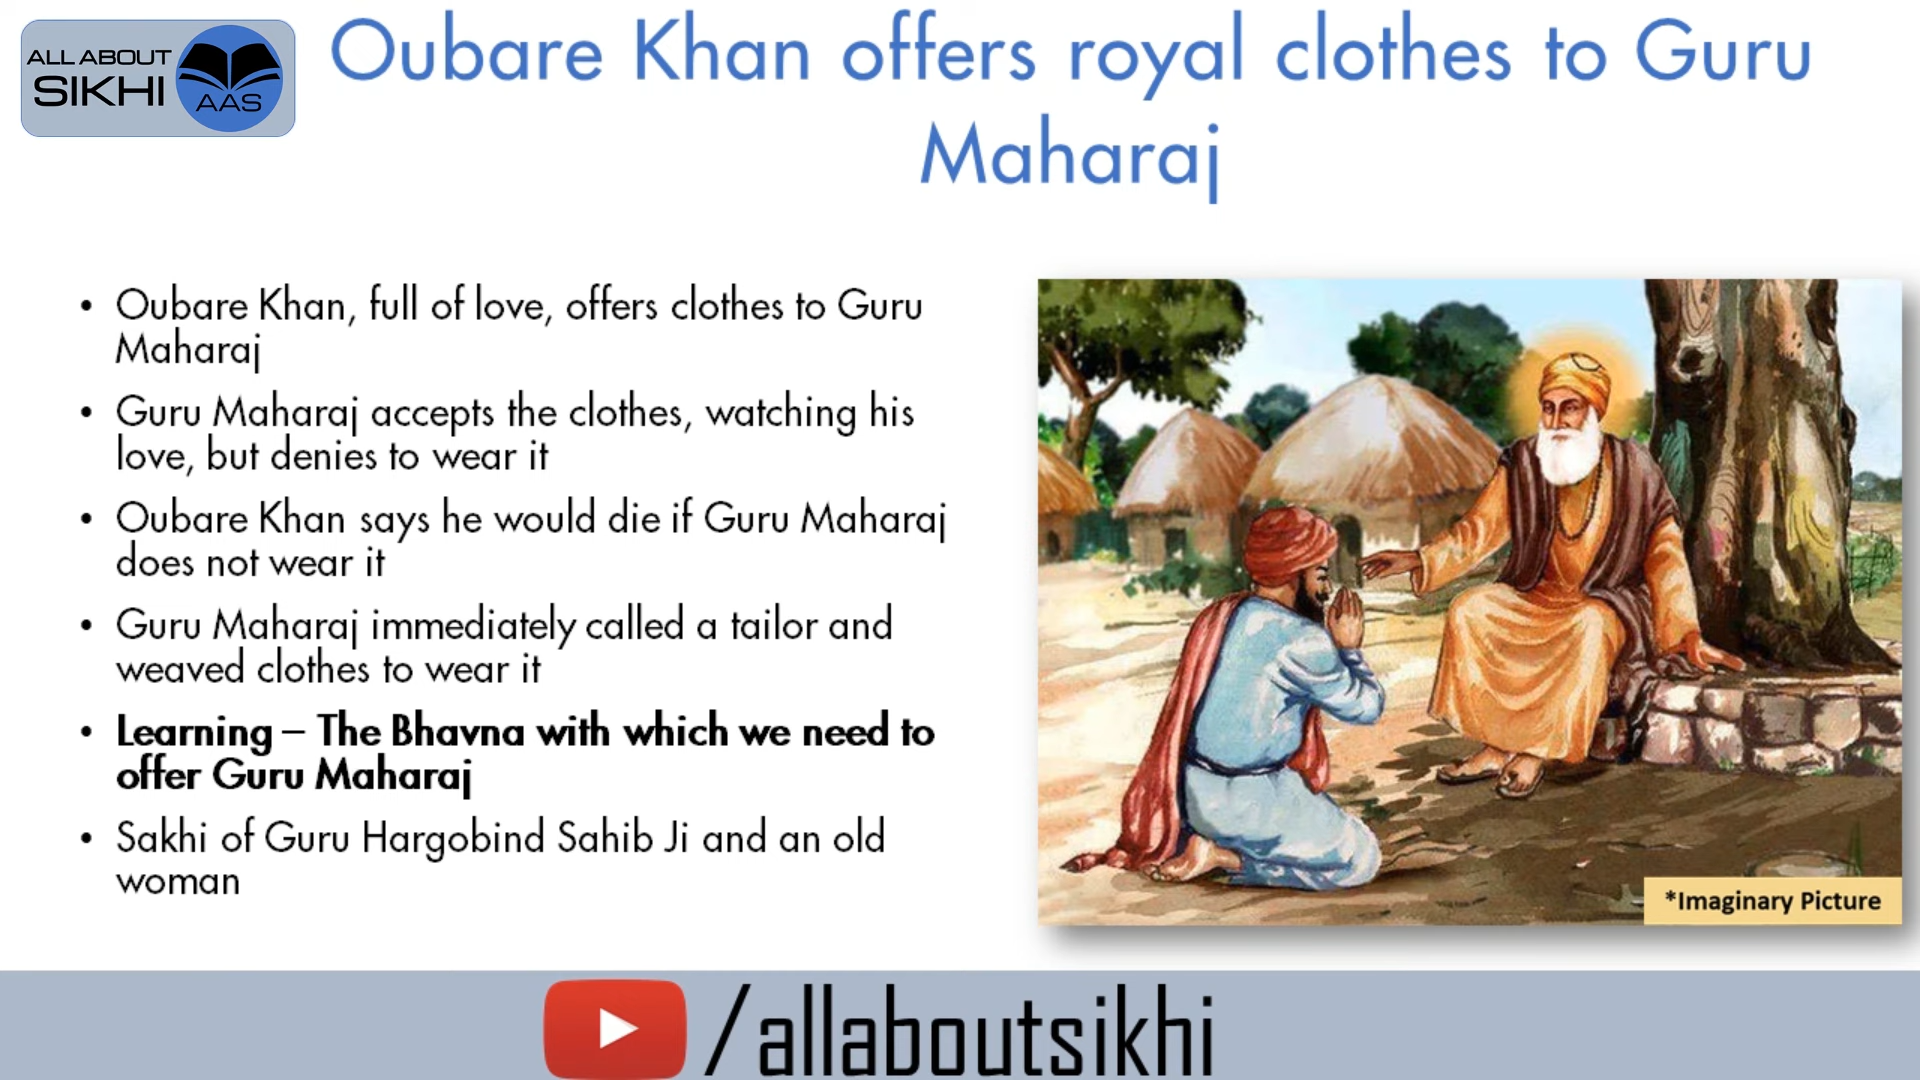 ALL ABOUT
SIKHI
AAS
Oubare Khan offers royal clothes to Guru
Maharaj
• Oubare Khan, full of love, offers clothes to Guru
Maharaj
• Guru Maharaj accepts the clothes, watching his
love, but denies to wear it
• Oubare Khan says he would die if Guru Maharaj
does not wear it
• Guru Maharaj immediately called a tailor and
weaved clothes to wear it
• Learning – The Bhavna with which we need to
offer Guru Maharaj
• Sakhi of Guru Hargobind Sahib Ji and an old
woman
*Imaginary Picture
/allaboutsikhi